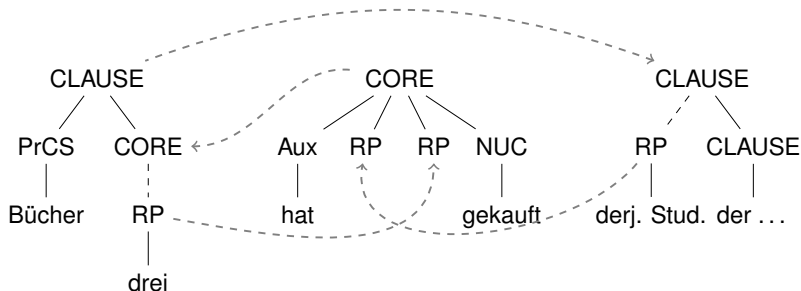 CLAUSE CORE CLAUSE
PrCS CORE Aux RP RP NUC RP CLAUSE
Bücher RP hat gekauft derj. Stud. der ...
drei